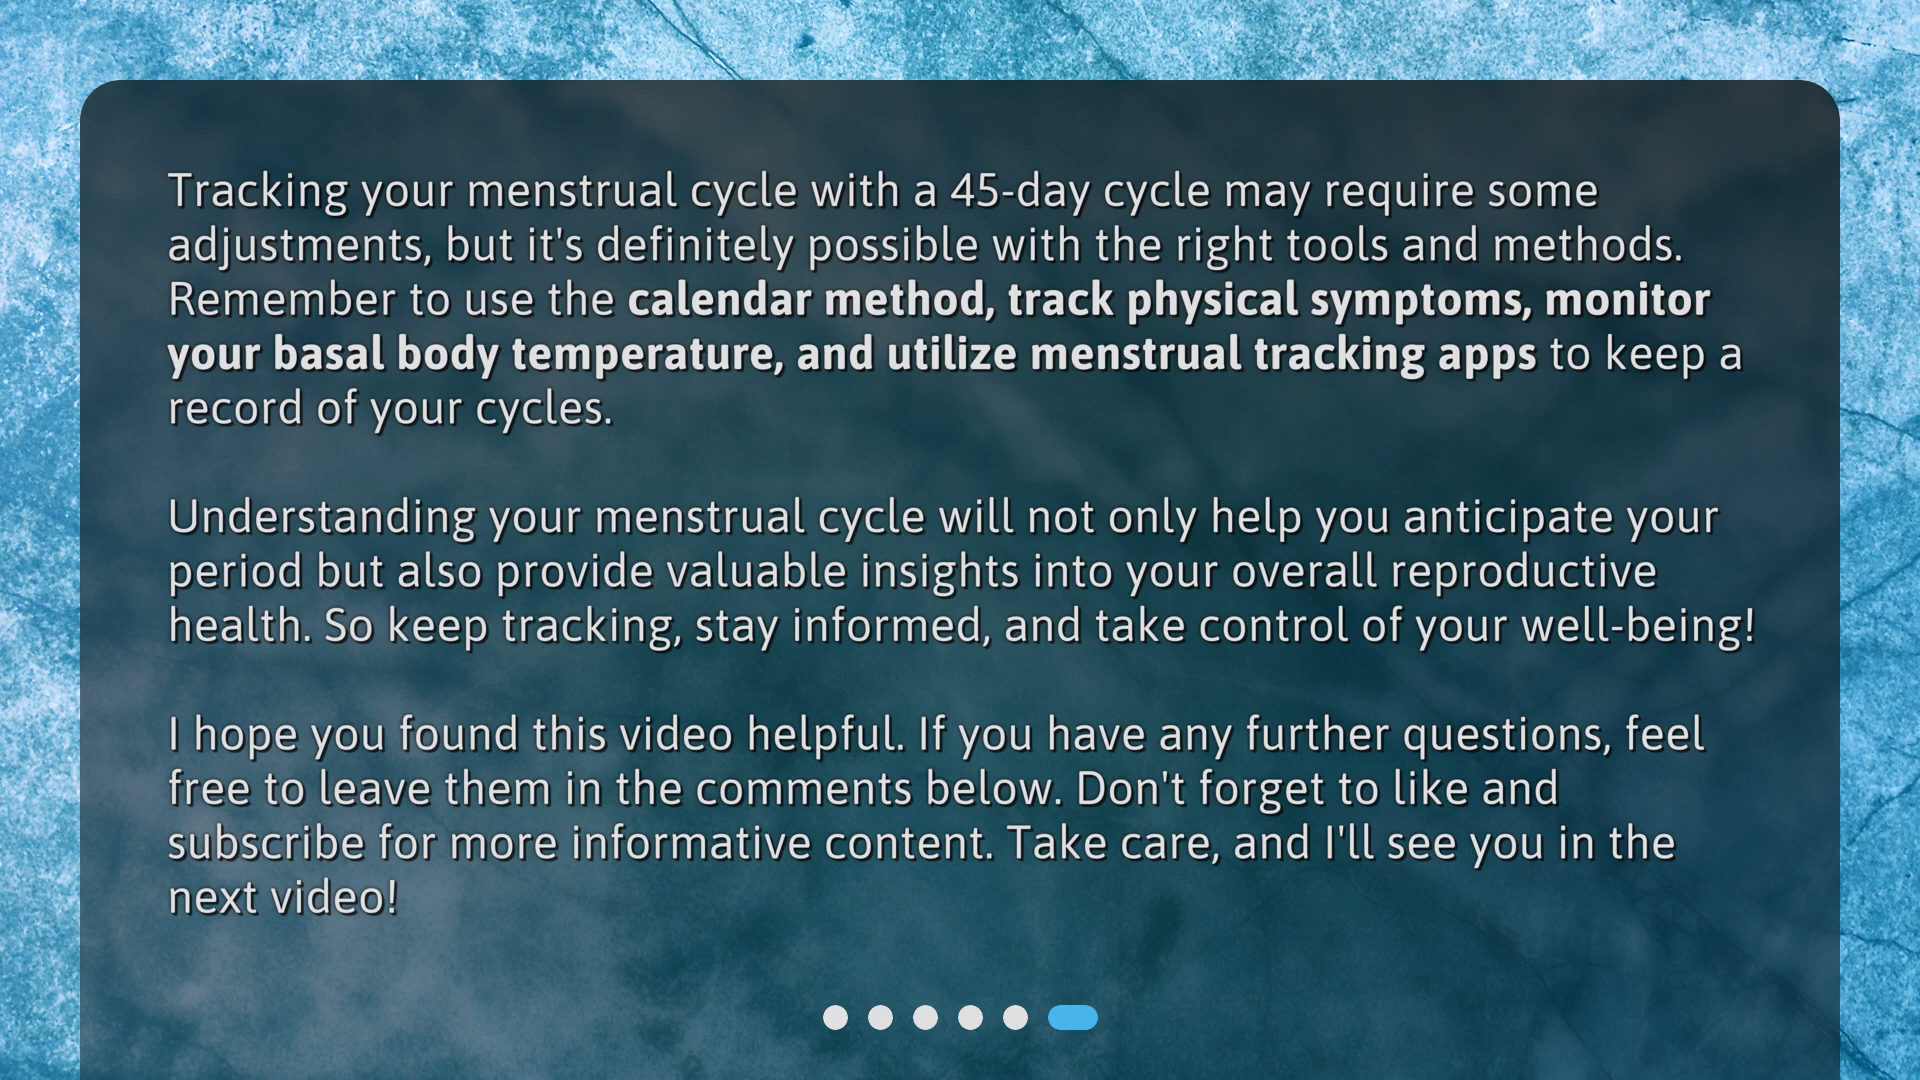 Tracking your menstrual cycle with a 45-day cycle may require some
adjustments, but it's definitely possible with the right tools and methods.
Remember to use the calendar method, track physical symptoms, monitor
your basal body temperature, and utilize menstrual tracking apps to keep a
record of your cycles.
Understanding your menstrual cycle will not only help you anticipate your
period but also provide valuable insights into your overall reproductive
health. So keep tracking, stay informed, and take control of your well-being!
I hope you found this video helpful. If you have any further questions, feel
free to leave them in the comments below. Don't forget to like and
subscribe for more informative content. Take care, and I'll see you in the
next video!